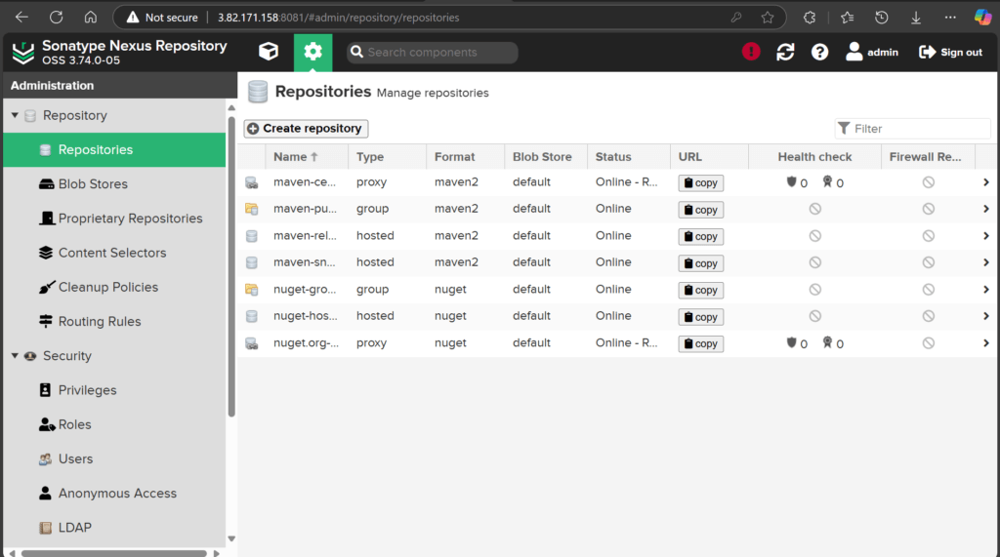 Not secure 3.82.171.158:8081/#admin/repository/repositories
Sonatype Nexus Repository
OSS 3.74.0-05
Search components
admin
Sign out
Administration
Repository
Repositories
Blob Stores
Proprietary Repositories
Content Selectors
Cleanup Policies
Routing Rules
Security
Privileges
Roles
Users
Anonymous Access
LDAP
Repositories Manage repositories
Create repository
Filter
Name Type Format Blob Store Status URL Health check Firewall Re...
maven-ce... proxy maven2 default Online - R... copy 0 0
maven-pu... group maven2 default Online copy
maven-rel... hosted maven2 default Online copy
maven-sn... hosted maven2 default Online copy
nuget-gro... group nuget default Online copy
nuget-hos... hosted nuget default Online copy
nuget.org-... proxy nuget default Online - R... copy 0 0